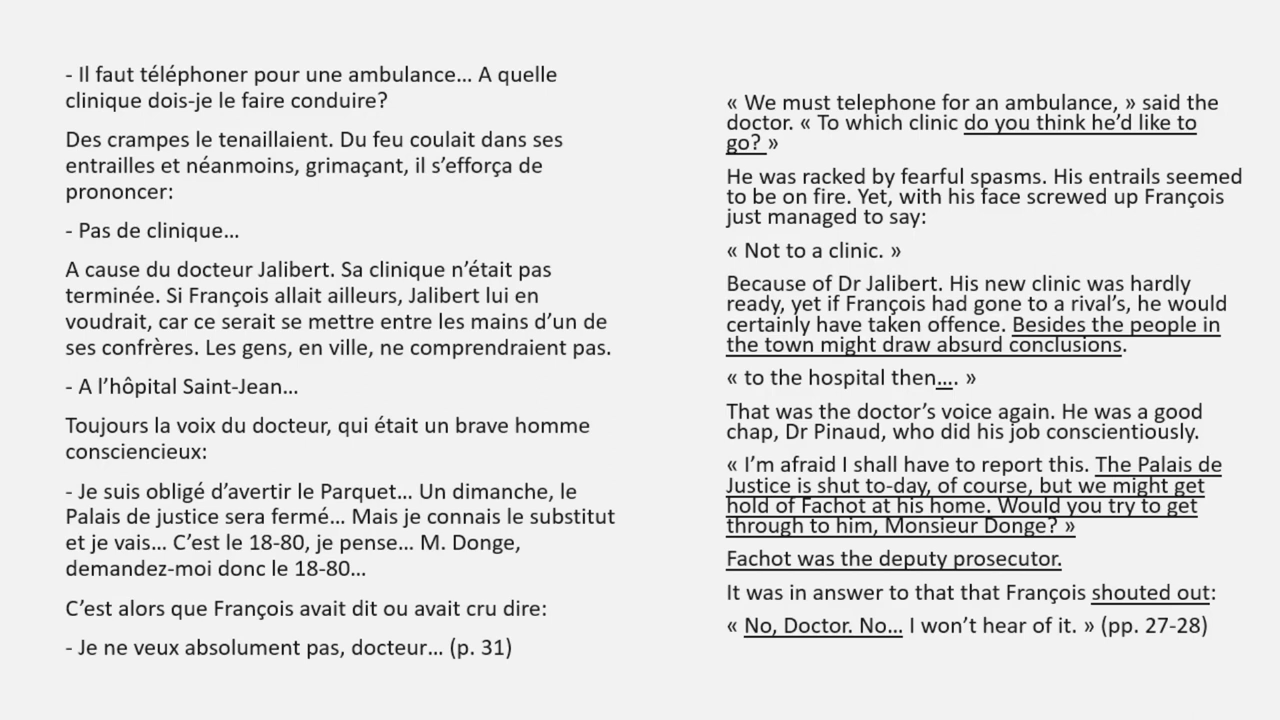 - Il faut téléphoner pour une ambulance... A quelle
clinique dois-je le faire conduire?
Des crampes le tenaillaient. Du feu coulait dans ses
entrailles et néanmoins, grimaçant, il s’efforça de
prononcer:
- Pas de clinique...
A cause du docteur Jalibert. Sa clinique n’était pas
terminée. Si François allait ailleurs, Jalibert lui en
voudrait, car ce serait se mettre entre les mains d’un de
ses confrères. Les gens, en ville, ne comprendraient pas.
- A l’hôpital Saint-Jean...
Toujours la voix du docteur, qui était un brave homme
consciencieux:
- Je suis obligé d’avertir le Parquet... Un dimanche, le
Palais de justice sera fermé... Mais je connais le substitut
et je vais... C’est le 18-80, je pense... M. Donge,
demandez-moi donc le 18-80...
C’est alors que François avait dit ou avait cru dire:
- Je ne veux absolument pas, docteur... (p. 31)
« We must telephone for an ambulance, » said the
doctor. « To which clinic do you think he’d like to
go? »
He was racked by fearful spasms. His entrails seemed
to be on fire. Yet, with his face screwed up François
just managed to say:
« Not to a clinic. »
Because of Dr Jalibert. His new clinic was hardly
ready, yet if François had gone to a rival’s, he would
certainly have taken offence. Besides the people in
the town might draw absurd conclusions.
« to the hospital then.... »
That was the doctor’s voice again. He was a good
chap, Dr Pinaud, who did his job conscientiously.
« I’m afraid I shall have to report this. The Palais de
Justice is shut to-day, of course, but we might get
hold of Fachot at his home. Would you try to get
through to him, Monsieur Donge? »
Fachot was the deputy prosecutor.
It was in answer to that that François shouted out:
« No, Doctor. No... I won’t hear of it. » (pp. 27-28)